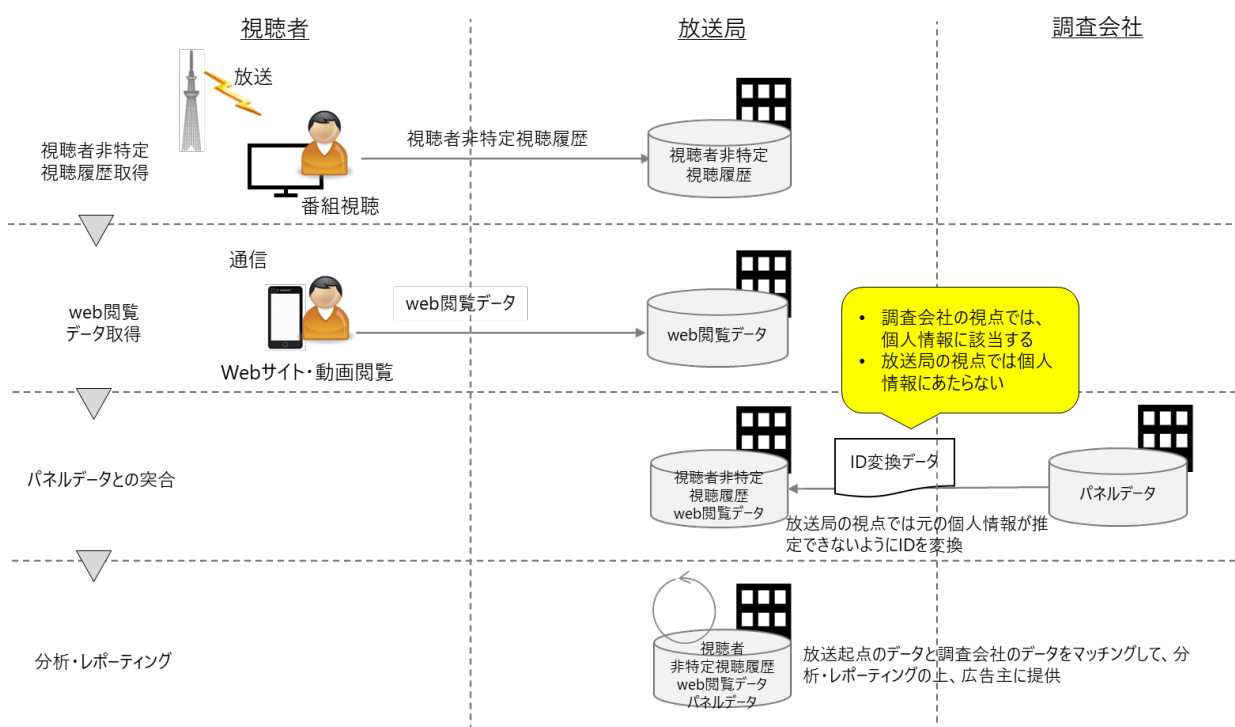 視聴者
放送局
調査会社
放送
視聴者非特定
視聴履歴取得
番組視聴
視聴者非特定視聴履歴
視聴者非特定
視聴履歴
web閲覧
データ取得
通信
Webサイト・動画閲覧
web閲覧データ
web閲覧データ
• 調査会社の視点では、
個人情報に該当する
• 放送局の視点では個人
情報にあたらない
パネルデータとの突合
視聴者非特定
視聴履歴
web閲覧データ
ID変換データ
パネルデータ
放送局の視点では元の個人情報が推
定できないようにIDを変換
分析・レポーティング
視聴者
非特定視聴履歴
web閲覧データ
パネルデータ
放送起点のデータと調査会社のデータをマッチングして、分
析・レポーティングの上、広告主に提供